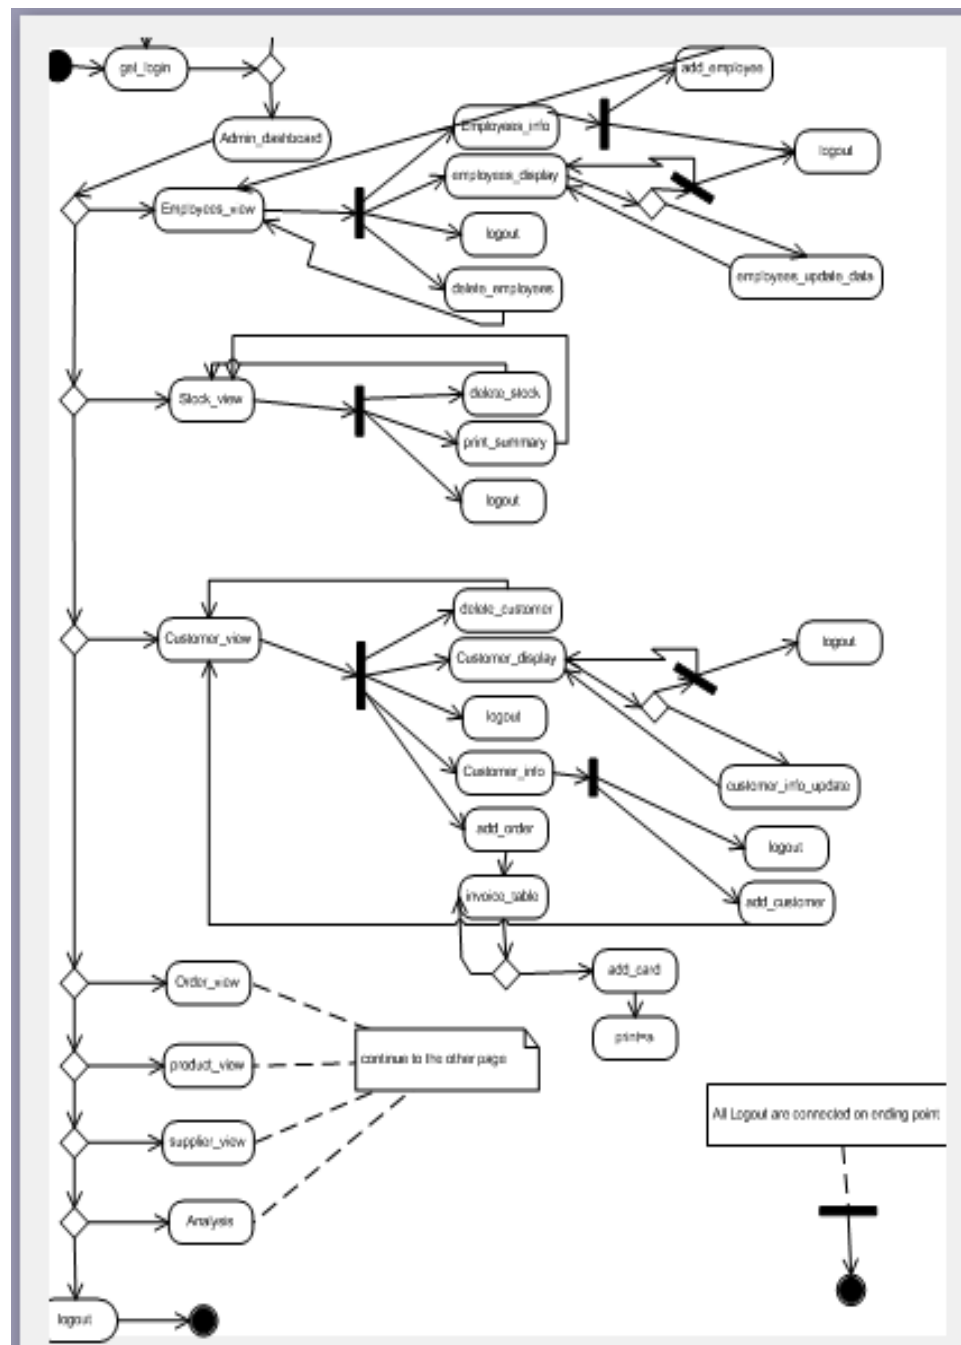 get_login
Admin_dashboard
add_employee
Employees_info
logout
employees_display
Employees_view
logout
employees_update_data
delete_employees
Stock_view
delete_stock
print_summary
logout
delete_customer
Customer_view
Customer_display
logout
logout
Customer_info
customer_info_update
add_order
logout
invoice_table
add_customer
add_card
Order_view
continue to the other page
product_view
All Logout are connected on ending point
supplier_view
Analysis
logout